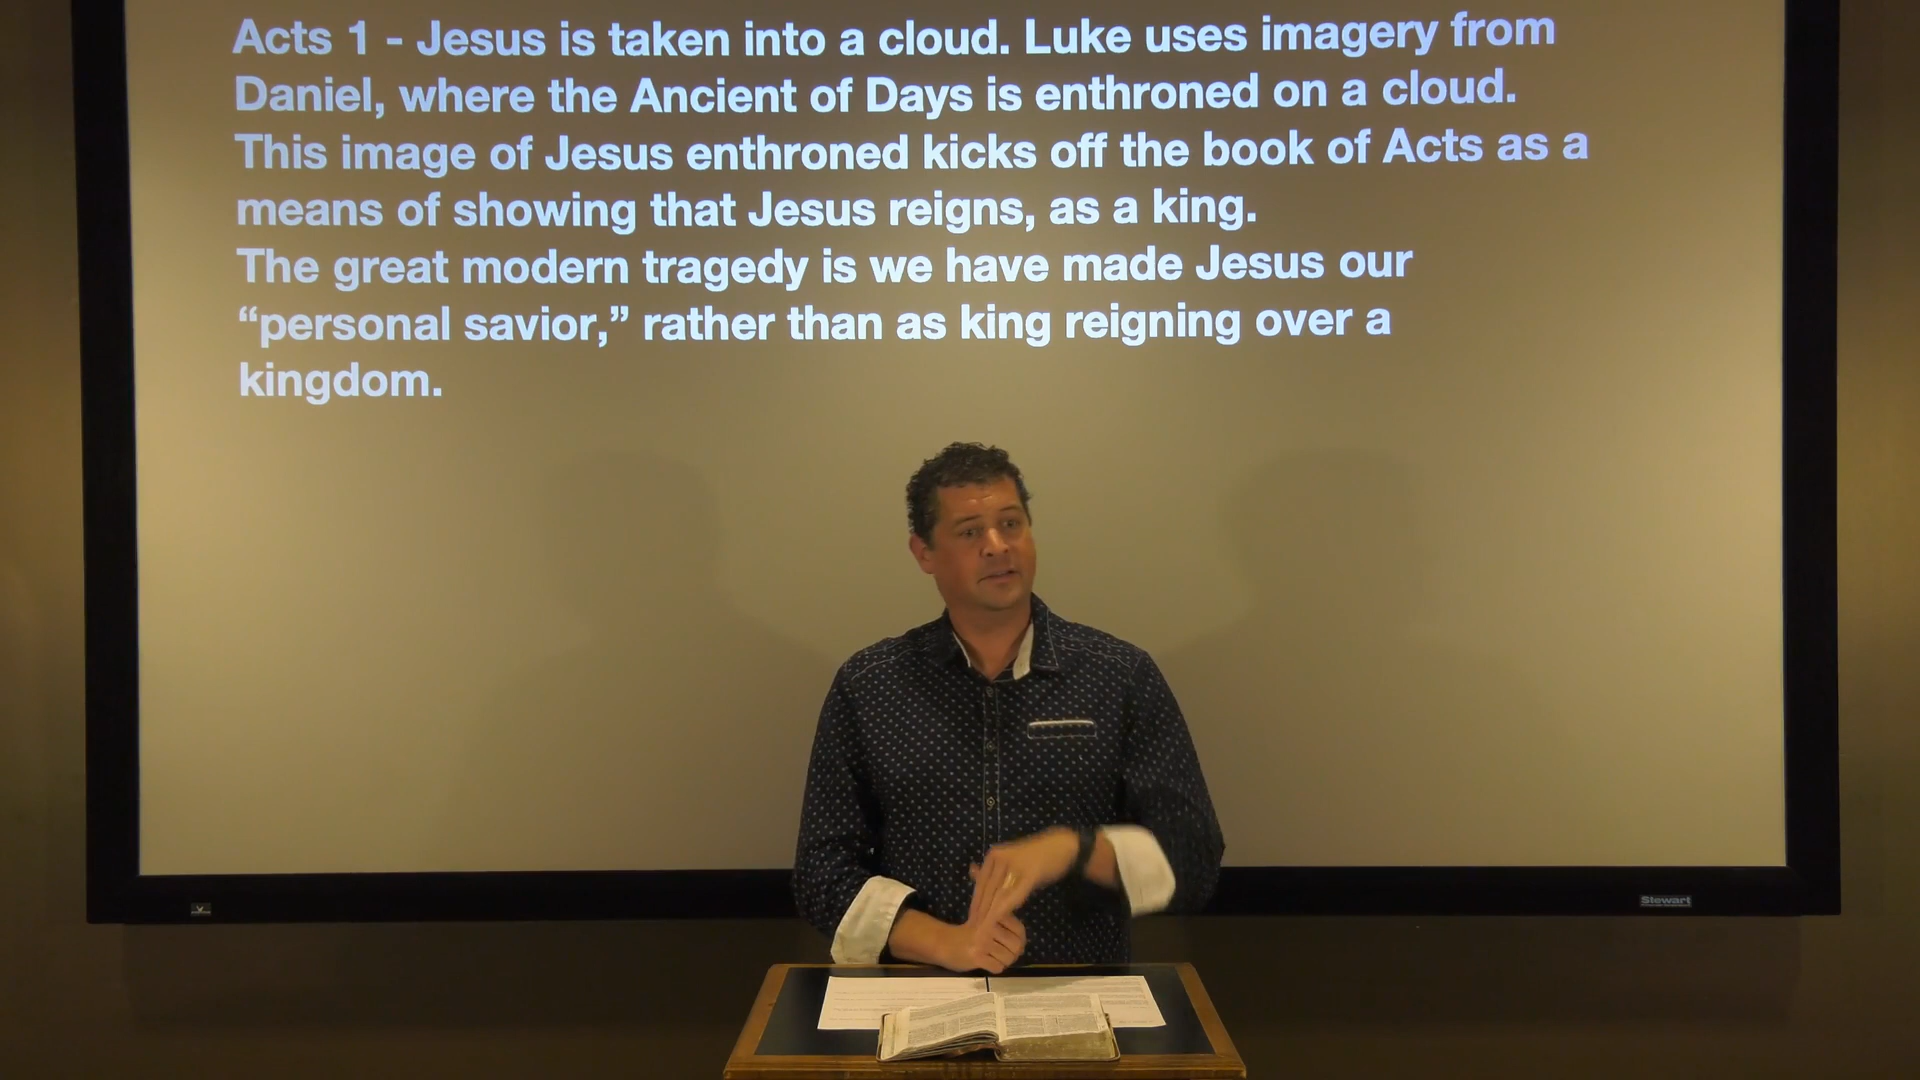 Acts 1 - Jesus is taken into a cloud. Luke uses imagery from
Daniel, where the Ancient of Days is enthroned on a cloud.
This image of Jesus enthroned kicks off the book of Acts as a
means of showing that Jesus reigns, as a king.
The great modern tragedy is we have made Jesus our
“personal savior,” rather than as king reigning over a
kingdom.
Stewart